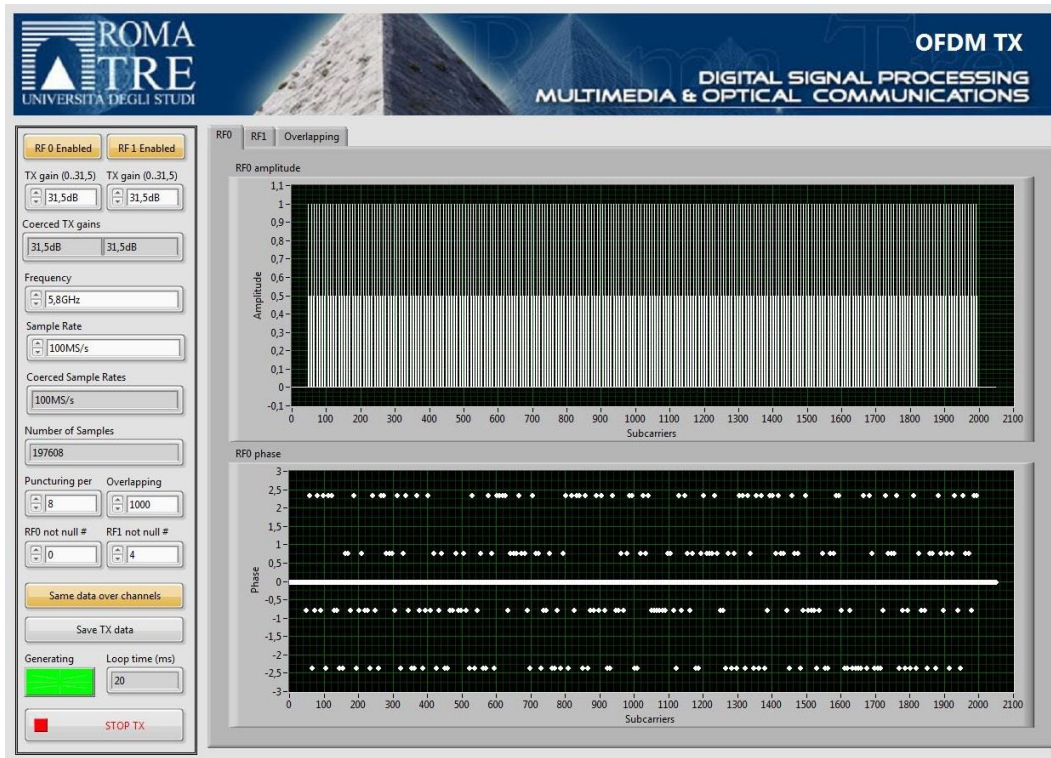 ROMA
TRE
UNIVERSITÀ DEGLI STUDI
OFDM TX
DIGITAL SIGNAL PROCESSING
MULTIMEDIA & OPTICAL COMMUNICATIONS
RF 0 Enabled RF 1 Enabled
TX gain (0..31,5) TX gain (0..31,5)
31,5dB 31,5dB
Coerced TX gains
31,5dB 31,5dB
Frequency
5,8GHz
Sample Rate
100MS/s
Coerced Sample Rates
100MS/s
Number of Samples
197608
Puncturing per Overlapping
8 1000
RF0 not null # RF1 not null #
0 4
Same data over channels
Save TX data
Generating Loop time (ms)
20
STOP TX
RF0 RF1 Overlapping
RF0 amplitude
Amplitude
1,1
1
0,9
0,8
0,7
0,6
0,5
0,4
0,3
0,2
0,1
0
-0,1
0 100 200 300 400 500 600 700 800 900 1000 1100 1200 1300 1400 1500 1600 1700 1800 1900 2000 2100
Subcarriers
RF0 phase
Phase
3
2,5
2
1,5
1
0,5
0
-0,5
-1
-1,5
-2
-2,5
-3
0 100 200 300 400 500 600 700 800 900 1000 1100 1200 1300 1400 1500 1600 1700 1800 1900 2000 2100
Subcarriers